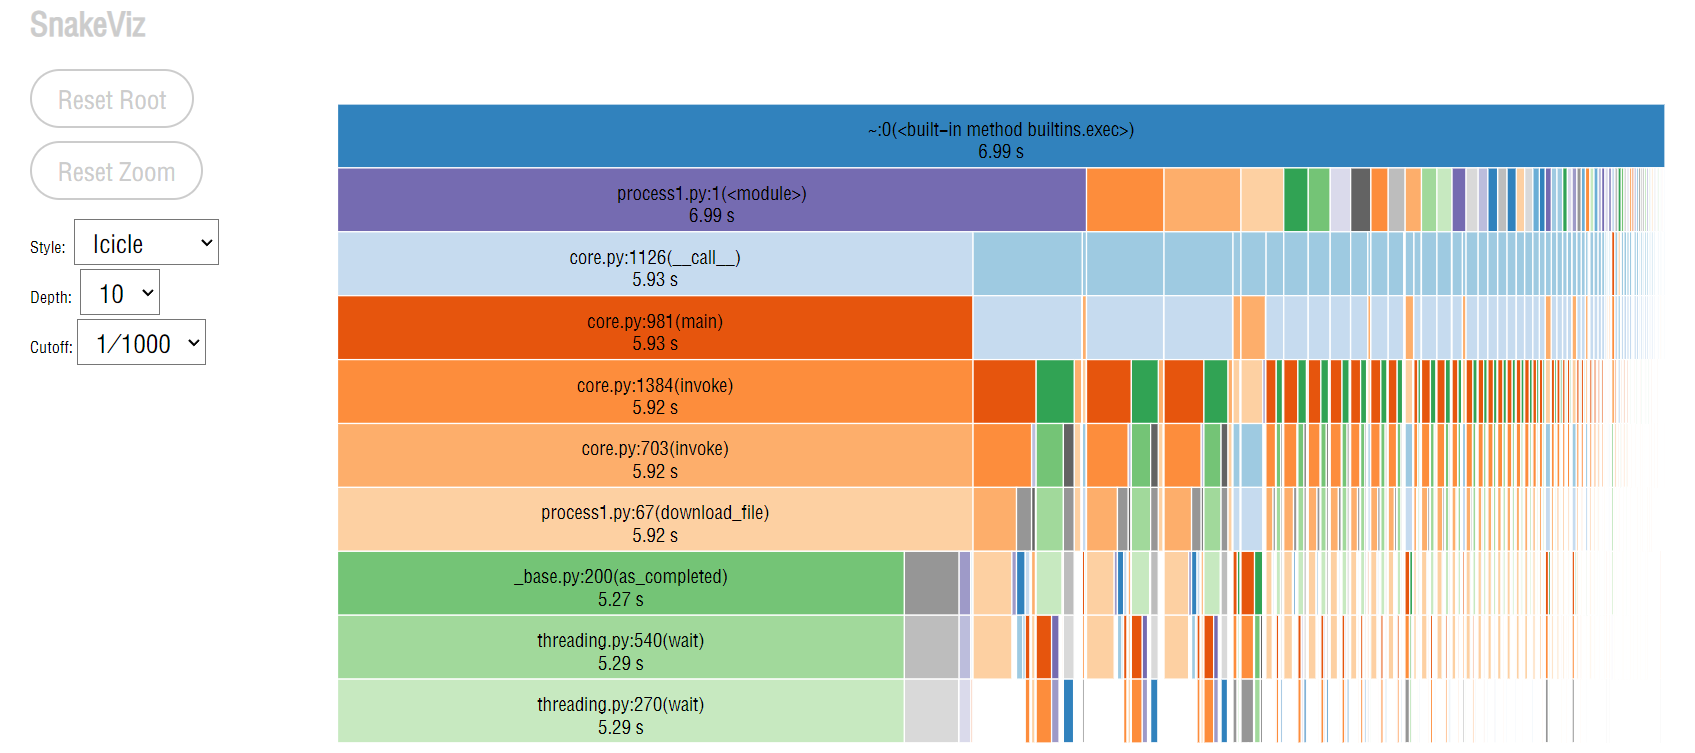 SnakeViz
Reset Root
Reset Zoom
Style: Icicle
Depth: 10
Cutoff: 1/1000
~:0(<built-in method builtins.exec>)
6.99 s
process1.py:1(<module>)
6.99 s
core.py:1126(__call__)
5.93 s
core.py:981(main)
5.93 s
core.py:1384(invoke)
5.92 s
core.py:703(invoke)
5.92 s
process1.py:67(download_file)
5.92 s
_base.py:200(as_completed)
5.27 s
threading.py:540(wait)
5.29 s
threading.py:270(wait)
5.29 s